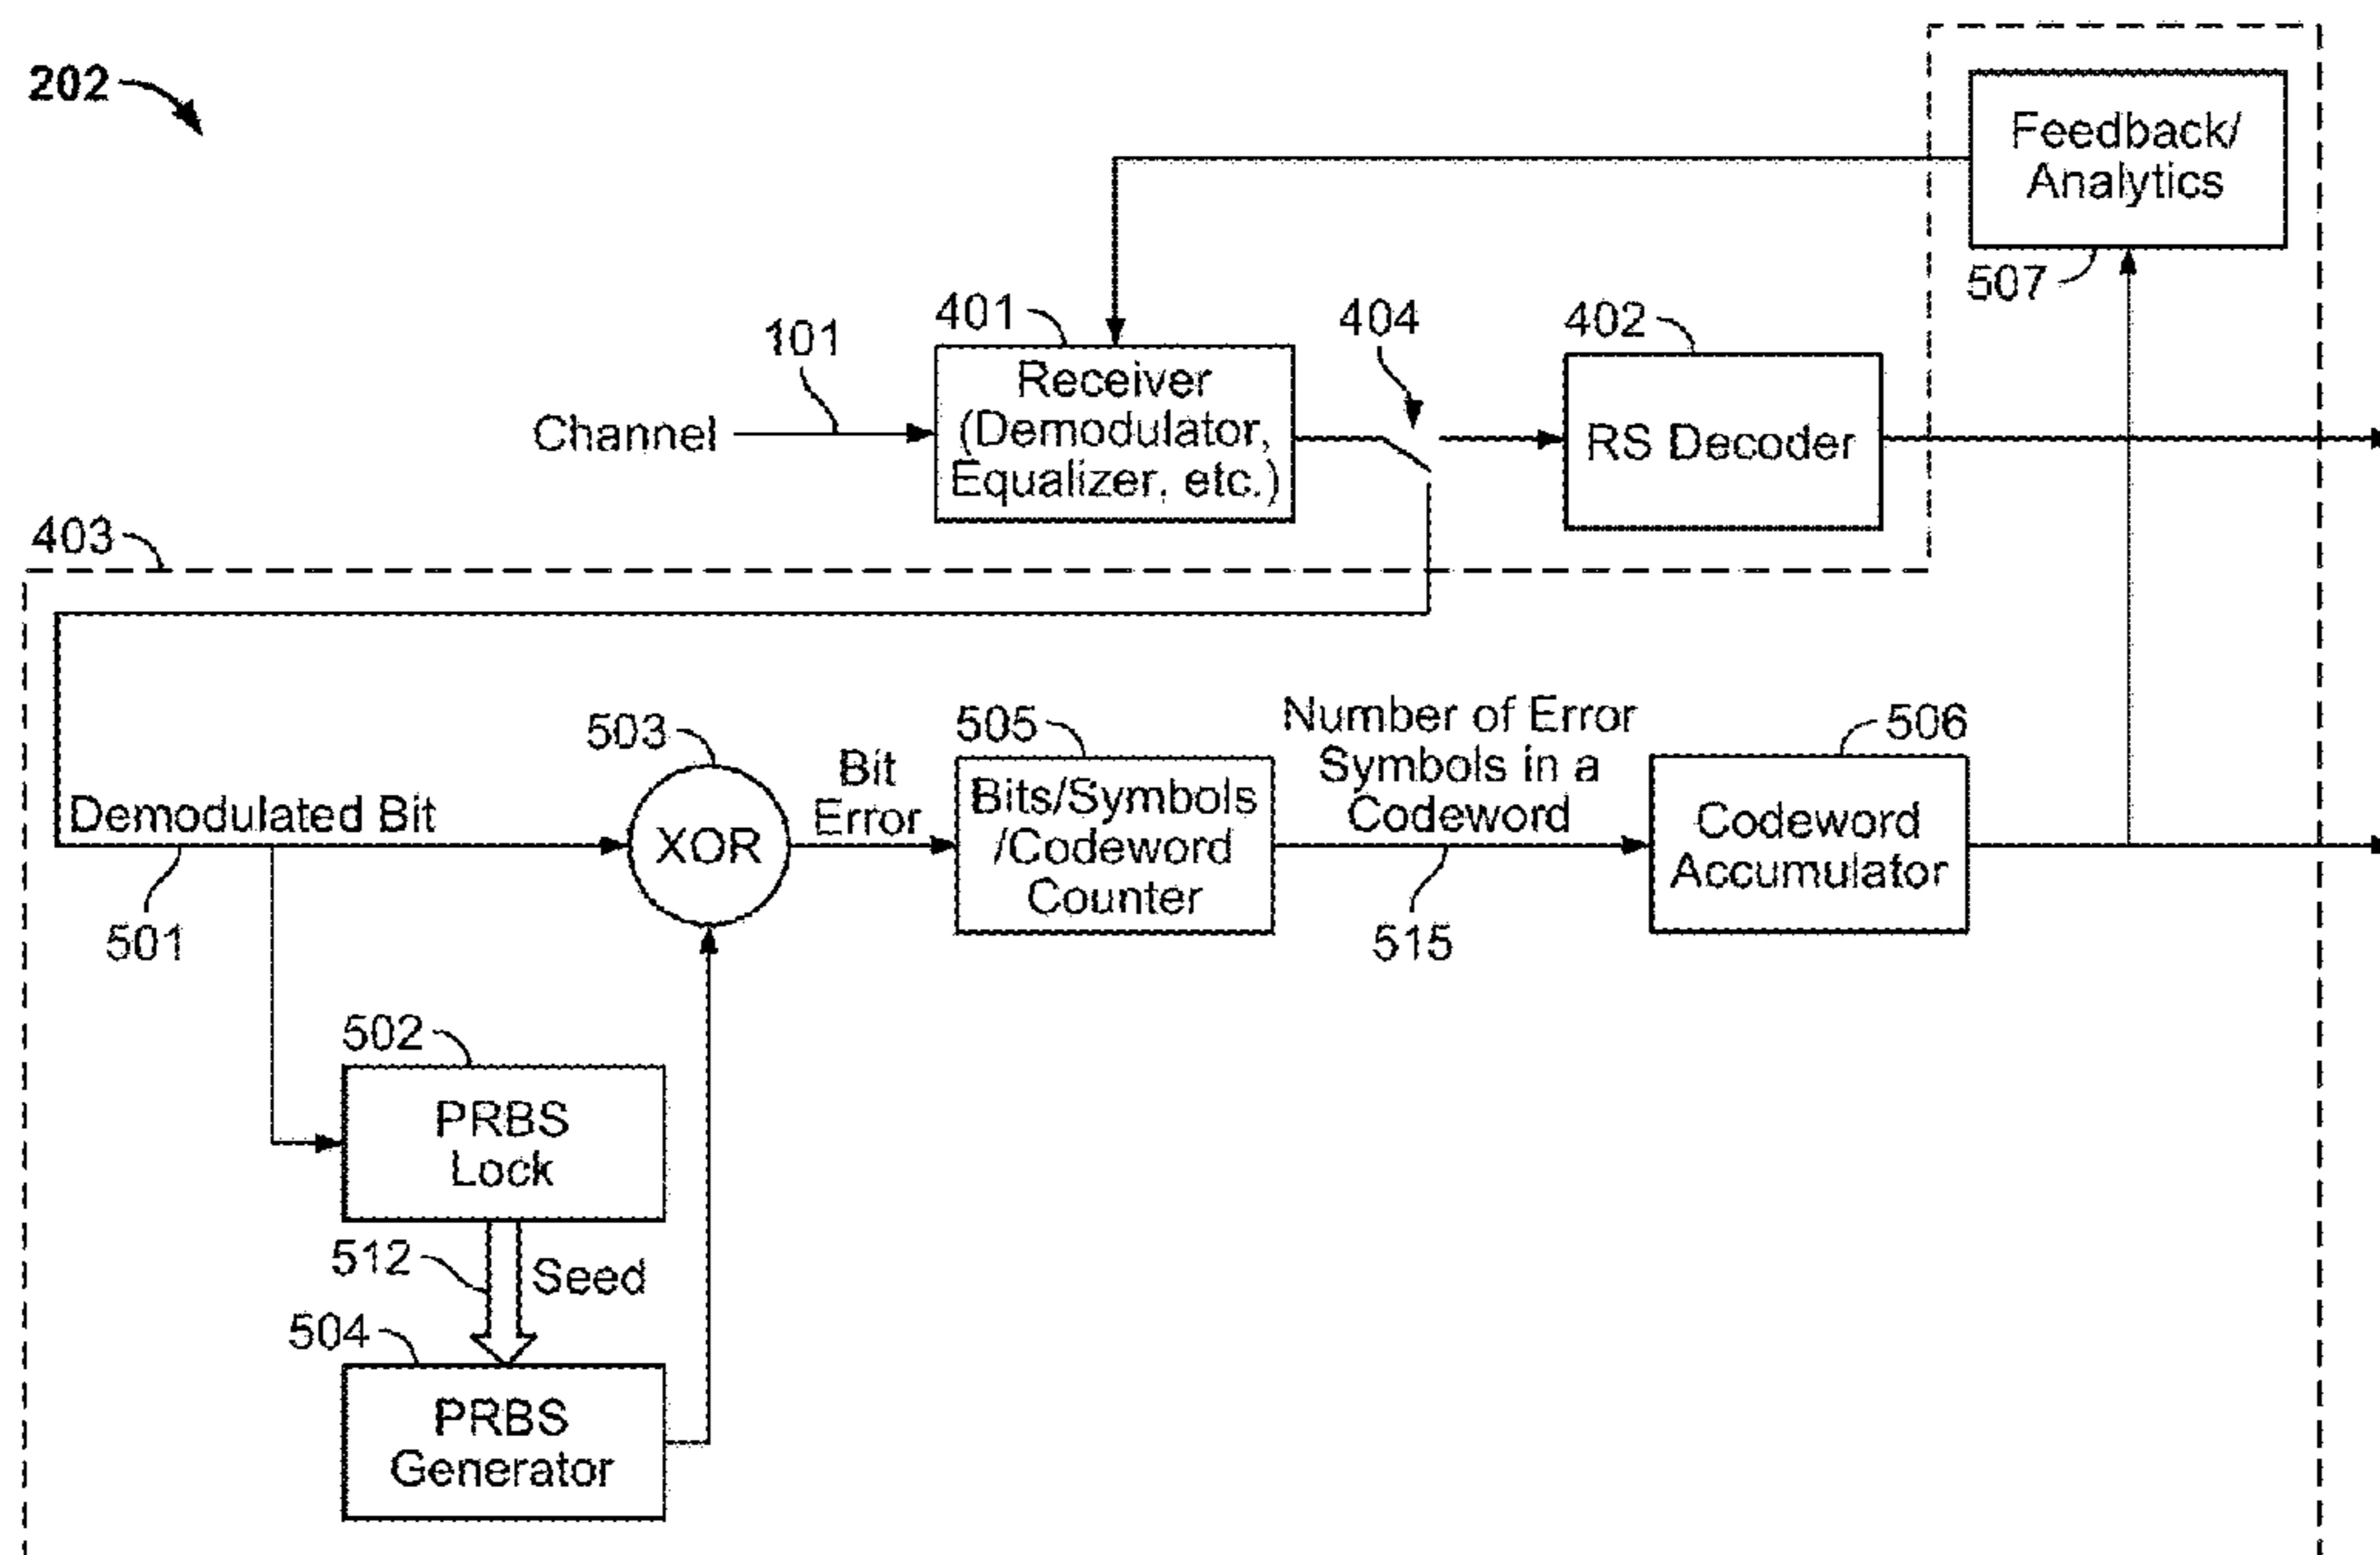 202
Feedback/
Analytics
507
401
404
402
101
Channel
Receiver
(Demodulator,
Equalizer, etc.)
RS Decoder
403
503
505
Number of Error
Symbols in a
Codeword
506
Demodulated Bit
XOR
Bit
Error
Bits/Symbols
/Codeword
Counter
Codeword
Accumulator
501
515
502
PRBS
Lock
512
Seed
504
PRBS
Generator